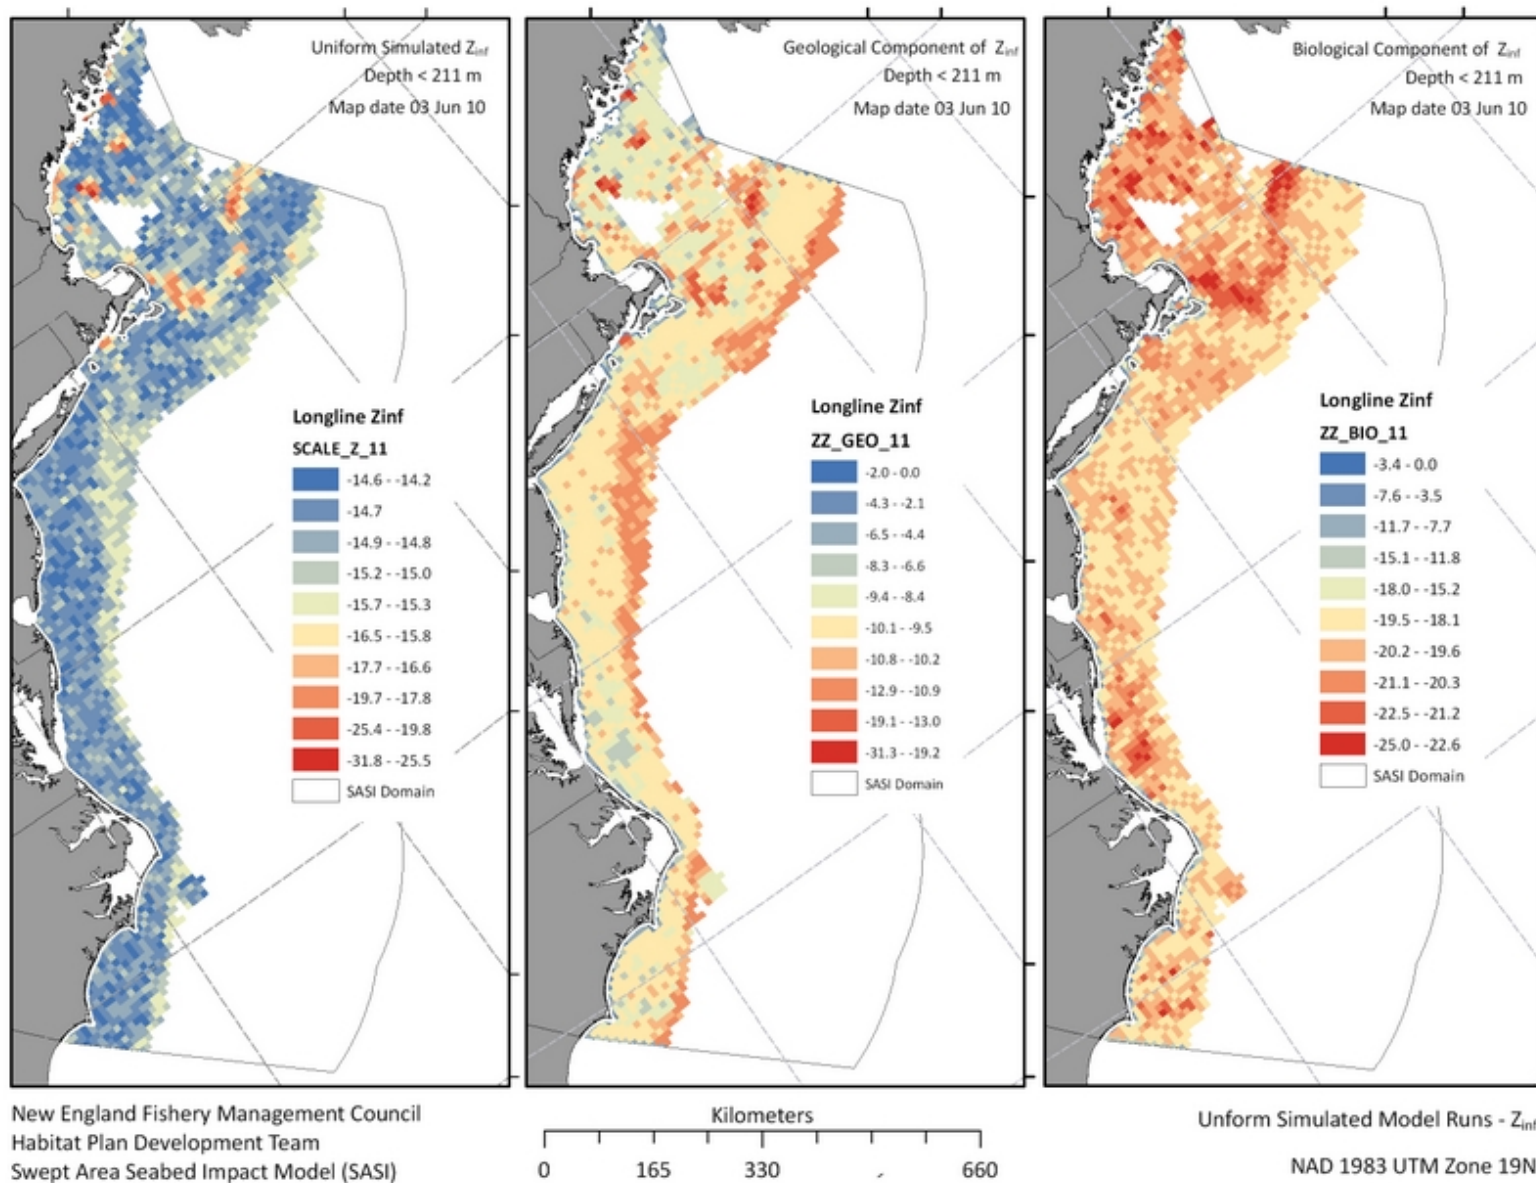 Uniform Simulated Zinf
Depth < 211 m
Map date 03 Jun 10
Longline Zinf
SCALE_Z_11
-14.6 - -14.2
-14.7
-14.9 - -14.8
-15.2 - -15.0
-15.7 - -15.3
-16.5 - -15.8
-17.7 - -16.6
-19.7 - -17.8
-25.4 - -19.8
-31.8 - -25.5
SASI Domain
Geological Component of Zinf
Depth < 211 m
Map date 03 Jun 10
Longline Zinf
ZZ_GEO_11
-2.0 - 0.0
-4.3 - -2.1
-6.5 - -4.4
-8.3 - -6.6
-9.4 - -8.4
-10.1 - -9.5
-10.8 - -10.2
-12.9 - -10.9
-19.1 - -13.0
-31.3 - -19.2
SASI Domain
Biological Component of Zinf
Depth < 211 m
Map date 03 Jun 10
Longline Zinf
ZZ_BIO_11
-3.4 - 0.0
-7.6 - -3.5
-11.7 - -7.7
-15.1 - -11.8
-18.0 - -15.2
-19.5 - -18.1
-20.2 - -19.6
-21.1 - -20.3
-22.5 - -21.2
-25.0 - -22.6
SASI Domain
New England Fishery Management Council
Habitat Plan Development Team
Swept Area Seabed Impact Model (SASI)
Kilometers
0 165 330 660
Unform Simulated Model Runs - Zinf
NAD 1983 UTM Zone 19N